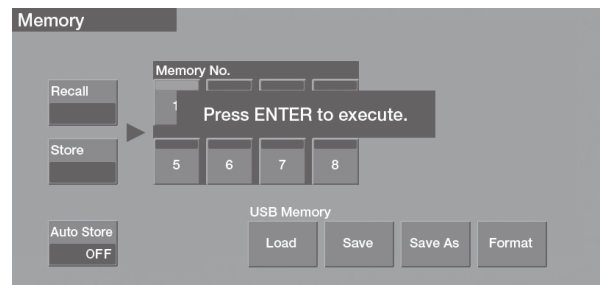 Memory
Memory No.
Recall
1
Press ENTER to execute.
Store
5 6 7 8
USB Memory
Auto Store
OFF
Load Save Save As Format